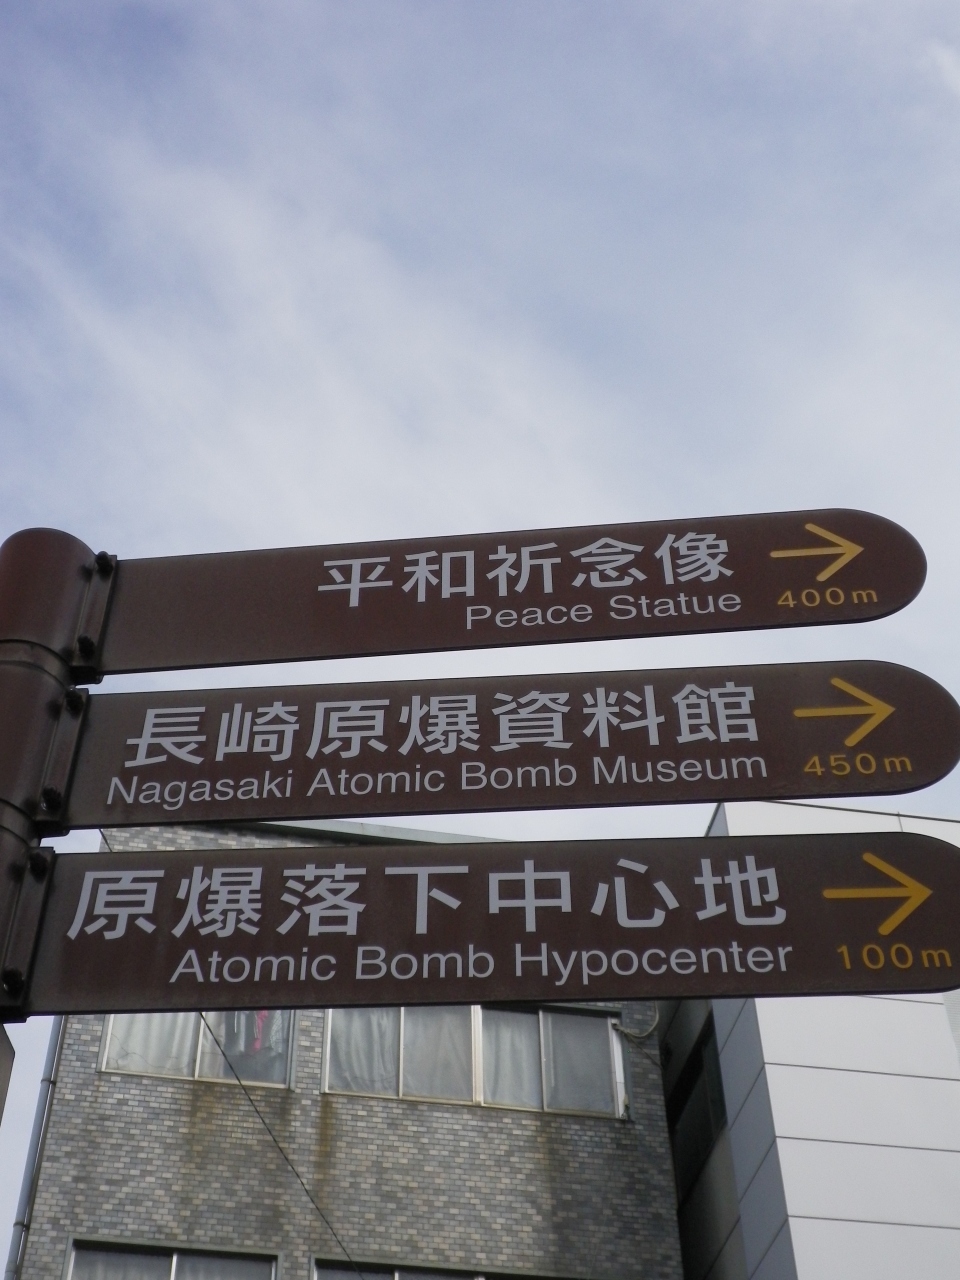 平和祈念像
Peace Statue
400m
長崎原爆資料館
Nagasaki Atomic Bomb Museum
450m
原爆落下中心地
Atomic Bomb Hypocenter
100m